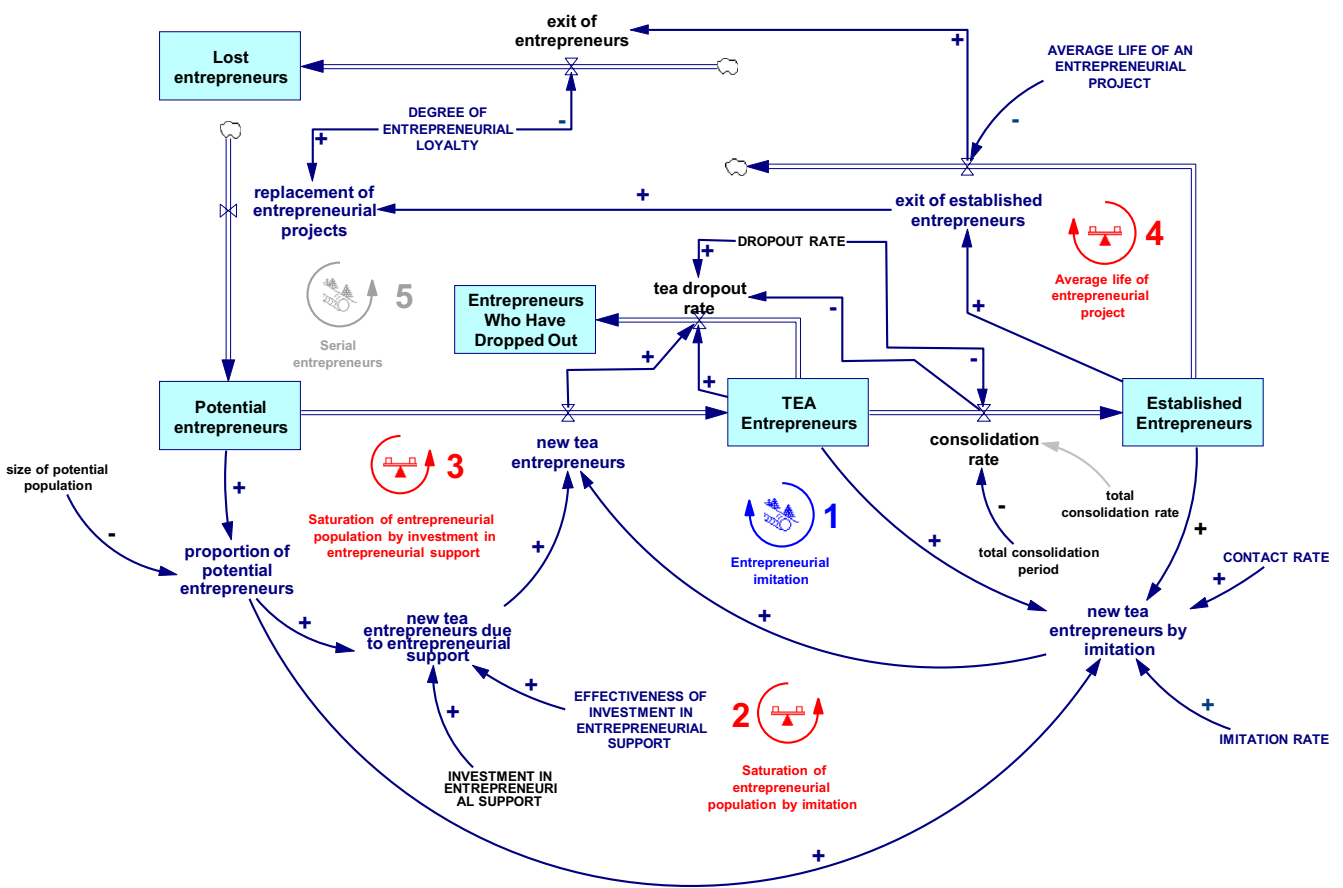 exit of
entrepreneurs
Lost
entrepreneurs
+
AVERAGE LIFE OF AN
ENTREPRENEURIAL
PROJECT
DEGREE OF
ENTREPRENEURIAL
LOYALTY
+
-
-
replacement of
entrepreneurial
projects
+
exit of established
entrepreneurs
4
Average life of
entrepreneurial
project
DROPOUT RATE
+
tea dropout
rate
-
5
Serial
entrepreneurs
Entrepreneurs
Who Have
Dropped Out
+
+
+
-
Potential
entrepreneurs
TEA
Entrepreneurs
Established
Entrepreneurs
new tea
entrepreneurs
consolidation
rate
size of potential
population
+
3
Saturation of entrepreneurial
population by investment in
entrepreneurial support
1
Entrepreneurial
imitation
total
consolidation rate
-
-
total consolidation
period
+
+
+
proportion of
potential
entrepreneurs
CONTACT RATE
+
new tea
entrepreneurs due
to entrepreneurial
support
+
+
new tea
entrepreneurs by
imitation
+
+
EFFECTIVENESS OF
INVESTMENT IN
ENTREPRENEURIAL
SUPPORT
2
Saturation of
entrepreneurial
population by imitation
+
IMITATION RATE
INVESTMENT IN
ENTREPRENEURI
AL SUPPORT
+